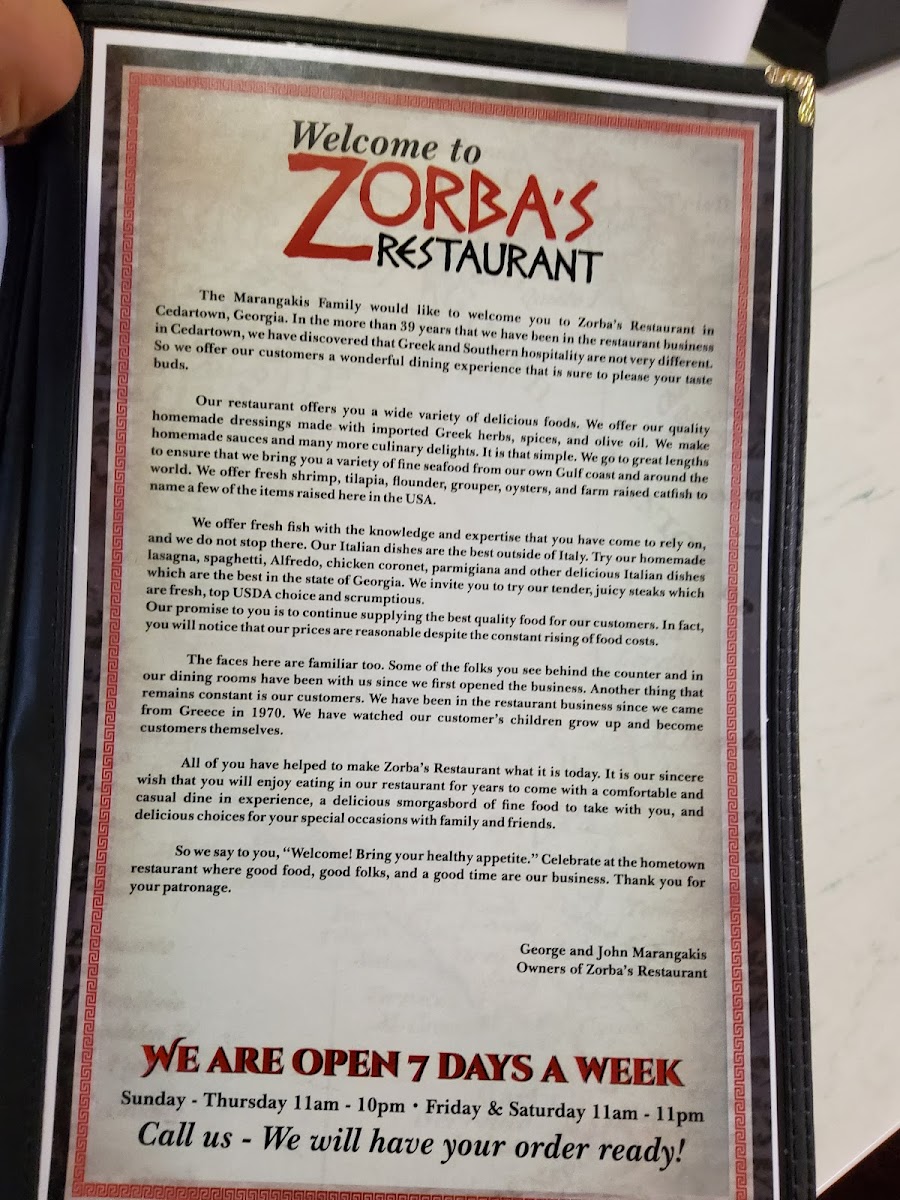 Welcome to
ZORBA'S
RESTAURANT
The Marangakis Family would like to welcome you to Zorba's Restaurant in
Cedartown, Georgia. In the more than 39 years that we have been in the restaurant business
in Cedartown, we have discovered that Greek and Southern hospitality are not very different.
So we offer our customers a wonderful dining experience that is sure to please your taste
buds.
Our restaurant offers you a wide variety of delicious foods. We offer our quality
homemade dressings made with imported Greek herbs, spices, and olive oil. We make
homemade sauces and many more culinary delights. It is that simple. We go to great lengths
to ensure that we bring you a variety of fine seafood from our own Gulf coast and around the
world. We offer fresh shrimp, tilapia, flounder, grouper, oysters, and farm raised catfish to
name a few of the items raised here in the USA.
We offer fresh fish with the knowledge and expertise that you have come to rely on,
and we do not stop there. Our Italian dishes are the best outside of Italy. Try our homemade
lasagna, spaghetti, Alfredo, chicken coronet, parmigiana and other delicious Italian dishes
which are the best in the state of Georgia. We invite you to try our tender, juicy steaks which
are fresh, top USDA choice and scrumptious.
Our promise to you is to continue supplying the best quality food for our customers. In fact,
you will notice that our prices are reasonable despite the constant rising of food costs.
The faces here are familiar too. Some of the folks you see behind the counter and in
our dining rooms have been with us since we first opened the business. Another thing that
remains constant is our customers. We have been in the restaurant business since we came
from Greece in 1970. We have watched our customer's children grow up and become
customers themselves.
All of you have helped to make Zorba's Restaurant what it is today. It is our sincere
wish that you will enjoy eating in our restaurant for years to come with a comfortable and
casual dine in experience, a delicious smorgasbord of fine food to take with you, and
delicious choices for your special occasions with family and friends.
So we say to you, “Welcome! Bring your healthy appetite.” Celebrate at the hometown
restaurant where good food, good folks, and a good time are our business. Thank you for
your patronage.
George and John Marangakis
Owners of Zorba's Restaurant
WE ARE OPEN 7 DAYS A WEEK
Sunday - Thursday 11am - 10pm • Friday & Saturday 11am - 11pm
Call us - We will have your order ready!